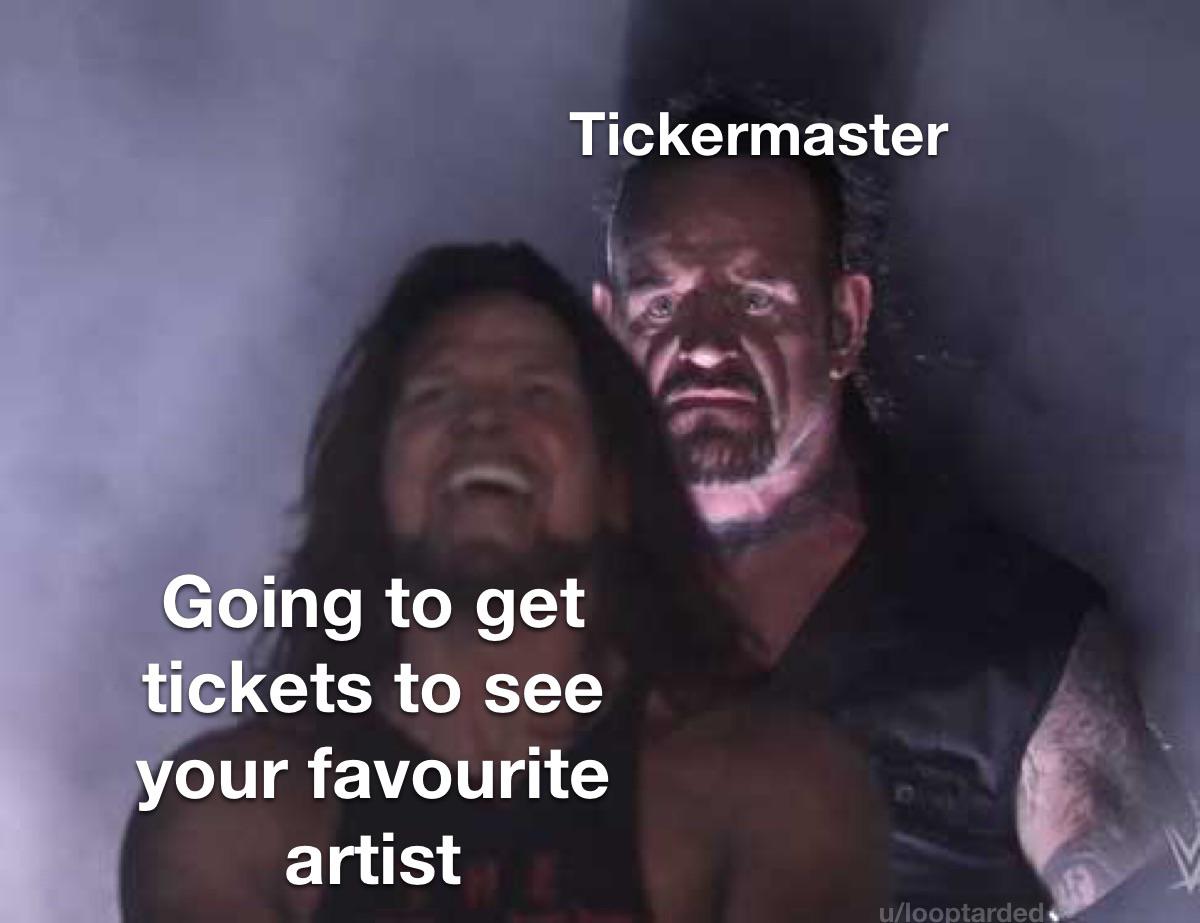 Tickermaster
Going to get
tickets to see
your favourite
artist
u/looptarded